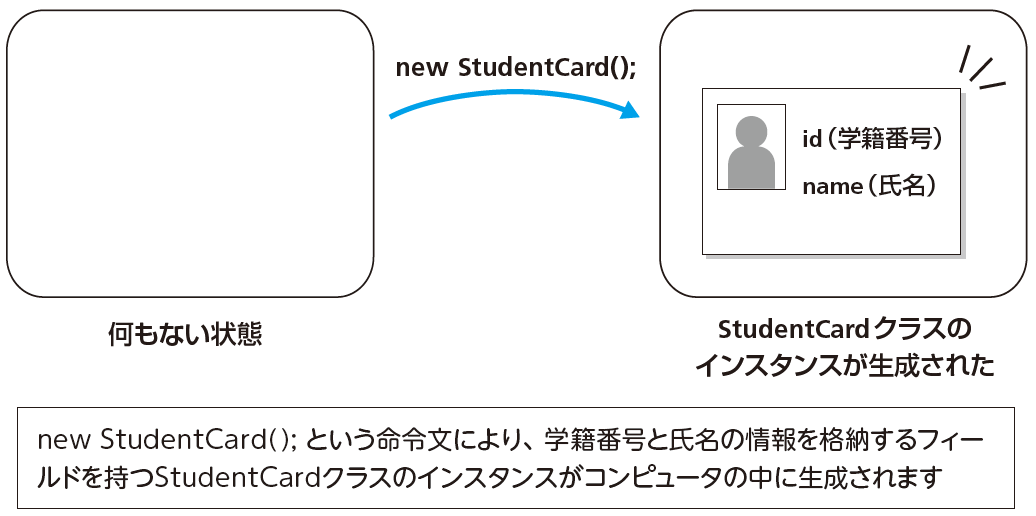 new StudentCard();
id（学籍番号）
name（氏名）
何もない状態
StudentCardクラスの
インスタンスが生成された
new StudentCard(); という命令文により、学籍番号と氏名の情報を格納するフィー
ルドを持つStudentCardクラスのインスタンスがコンピュータの中に生成されます